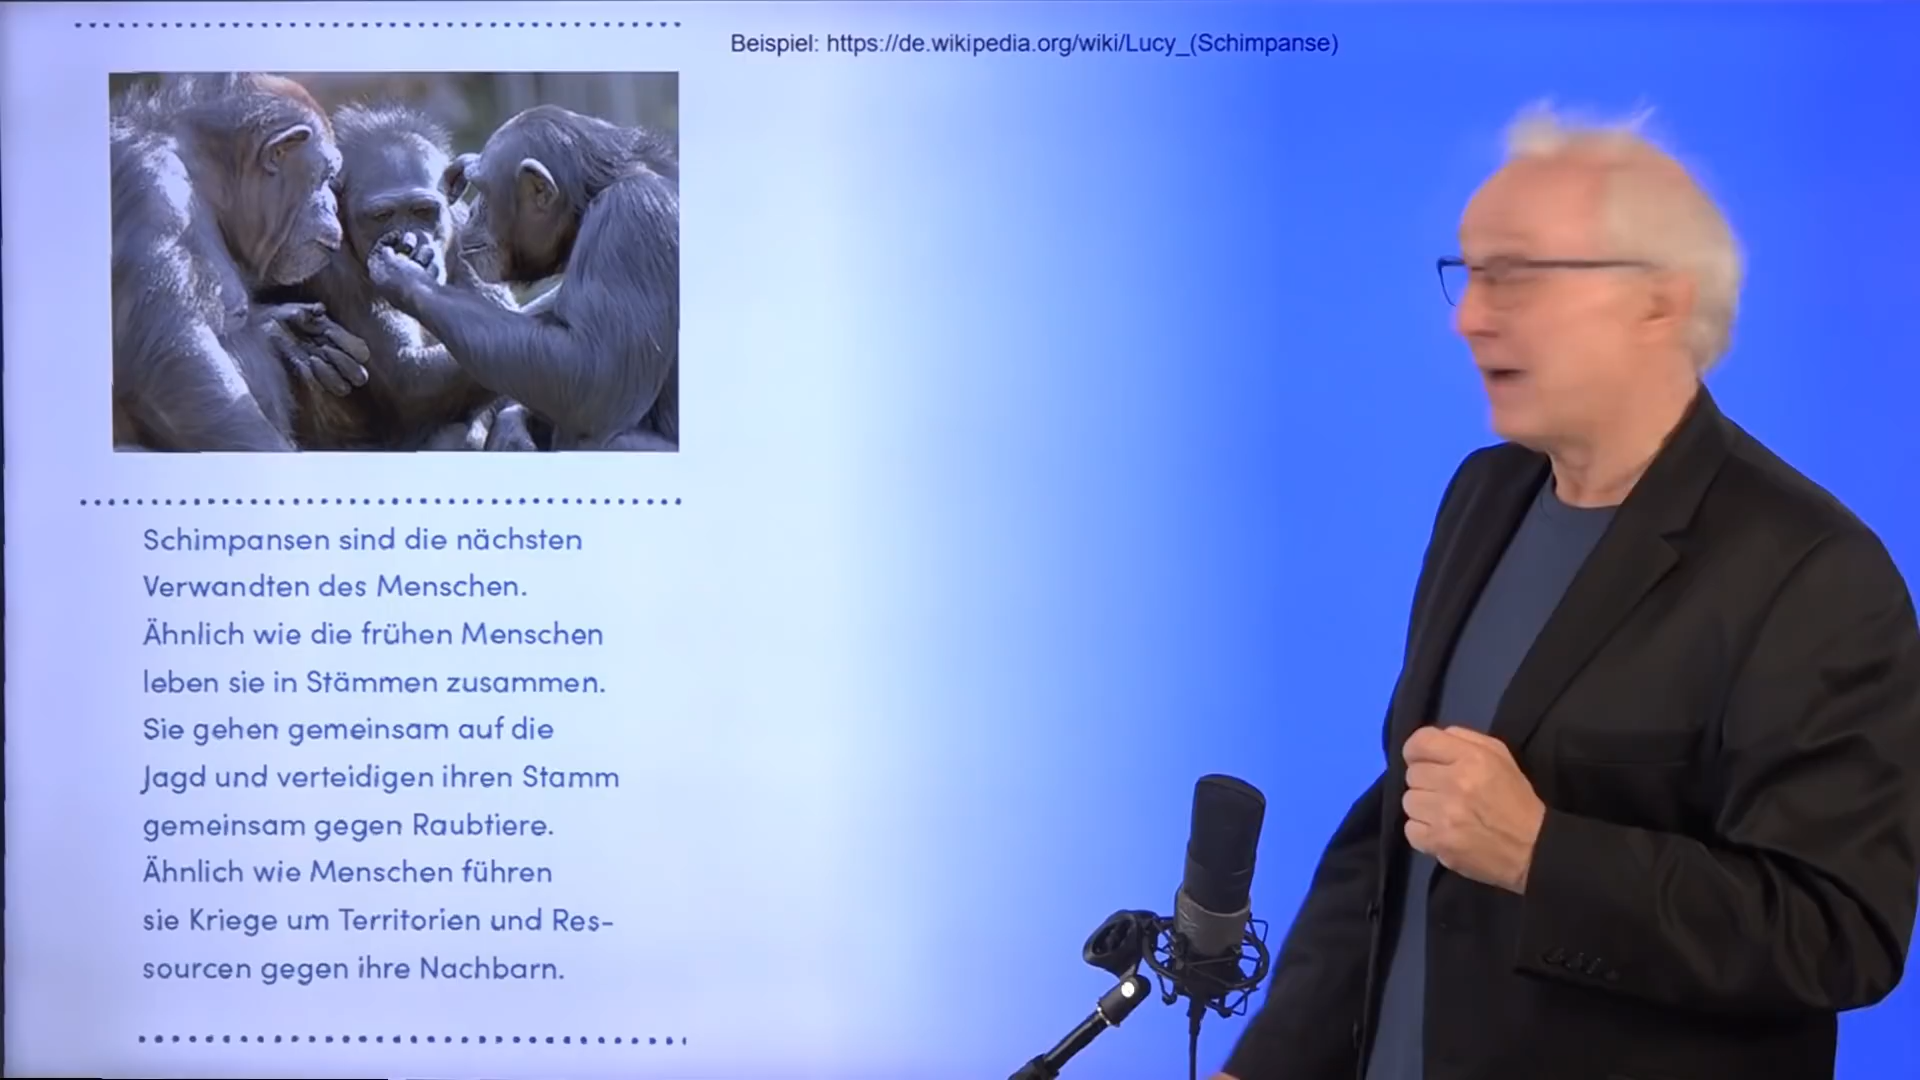 Beispiel: https://de.wikipedia.org/wiki/Lucy_(Schimpanse)
Schimpansen sind die nächsten
Verwandten des Menschen.
Ähnlich wie die frühen Menschen
leben sie in Stämmen zusammen.
Sie gehen gemeinsam auf die
Jagd und verteidigen ihren Stamm
gemeinsam gegen Raubtiere.
Ähnlich wie Menschen führen
sie Kriege um Territorien und Res-
sourcen gegen ihre Nachbarn.